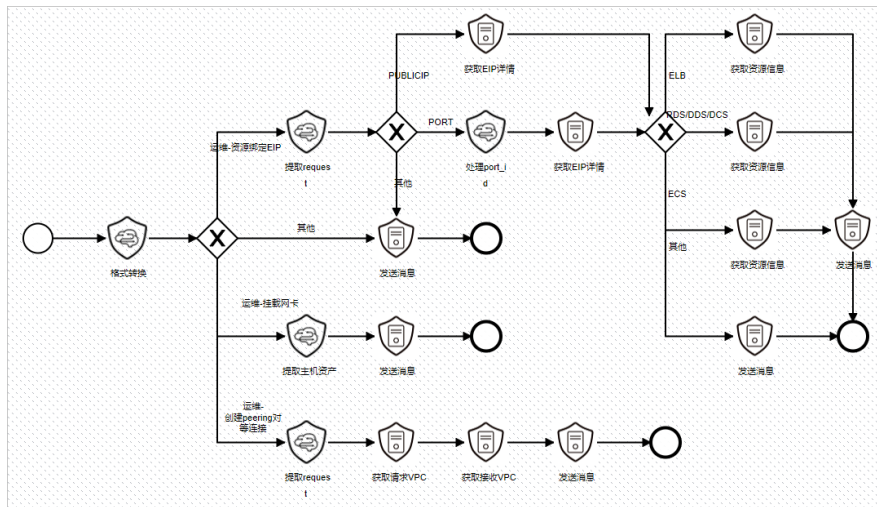 获取EIP详情
获取资源信息
PUBLICIP
ELB
PORT
RDS/DDS/DCS
运维-资源绑定EIP
提取reques
t
处理port_i
d
获取EIP详情
获取资源信息
其他
ECS
其他
其他
格式转换
发送消息
获取资源信息
发送消息
运维-挂载网卡
提取主机资产
发送消息
发送消息
运维-
创建peering对
等连接
提取reques
t
获取请求VPC
获取接收VPC
发送消息